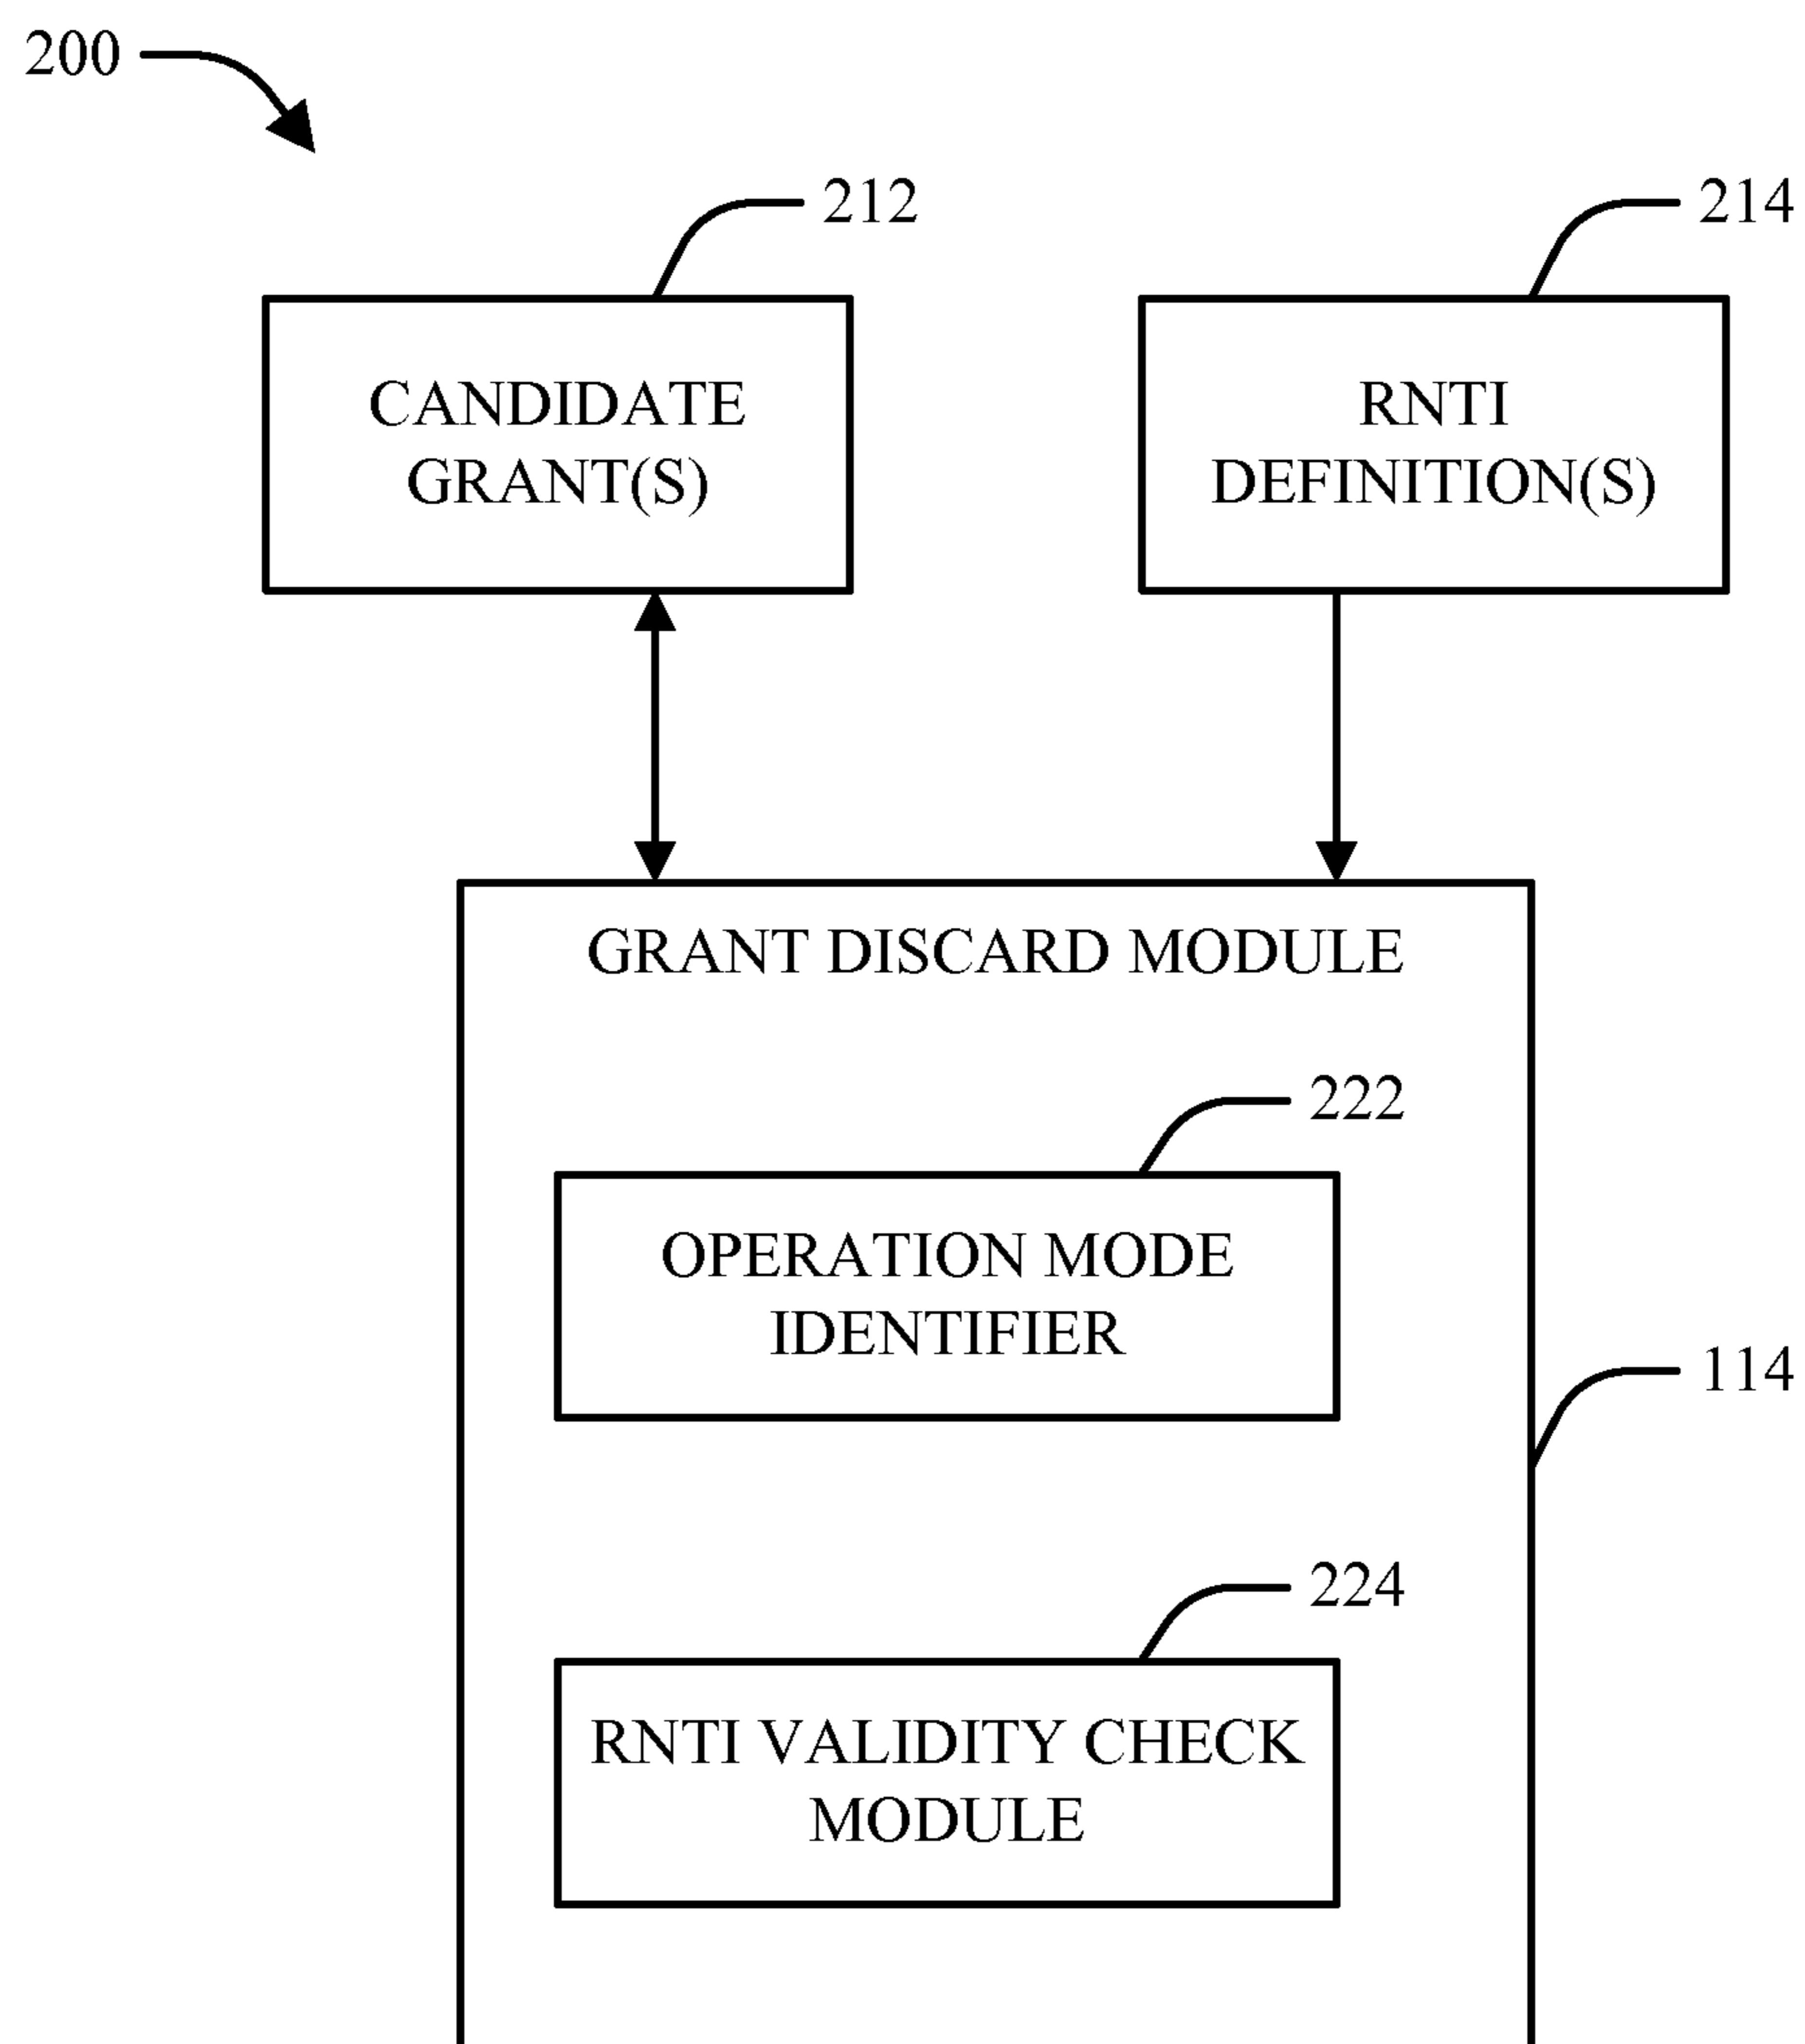 200
212
214
CANDIDATE
GRANT(S)
RNTI
DEFINITION(S)
GRANT DISCARD MODULE
222
OPERATION MODE
IDENTIFIER
114
224
RNTI VALIDITY CHECK
MODULE